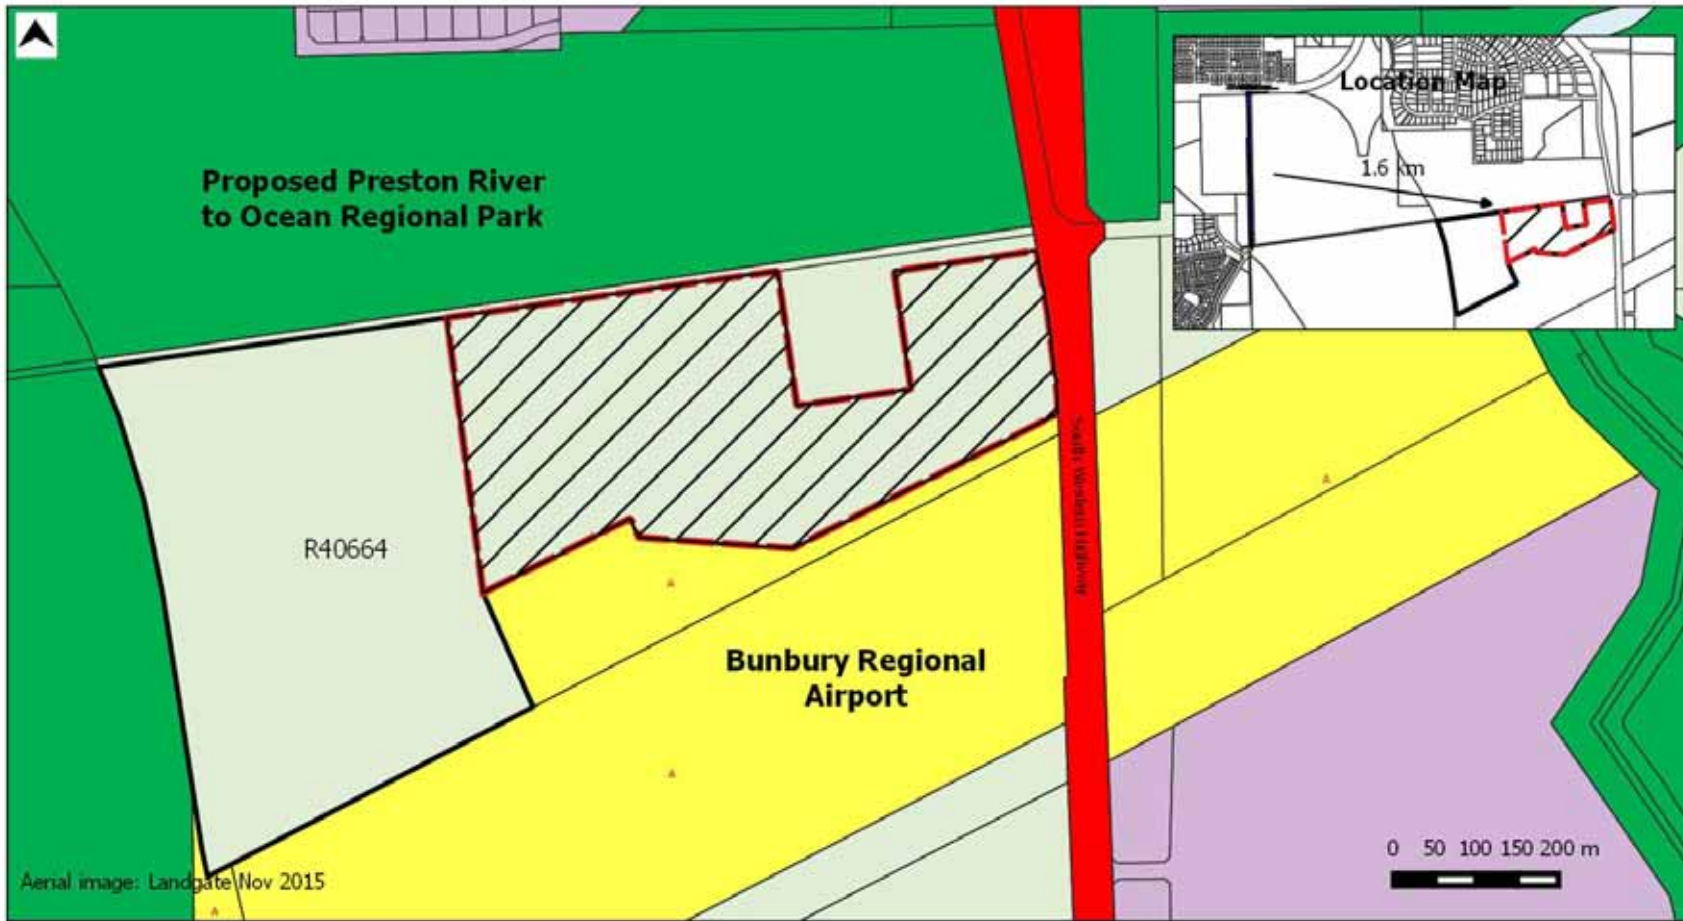 Location Map
1.6 km
Proposed Preston River
to Ocean Regional Park
South Western Highway
R40664
A
A
Bunbury Regional
Airport
A
0 50 100 150 200 m
Aerial image: Landgate Nov 2015
A